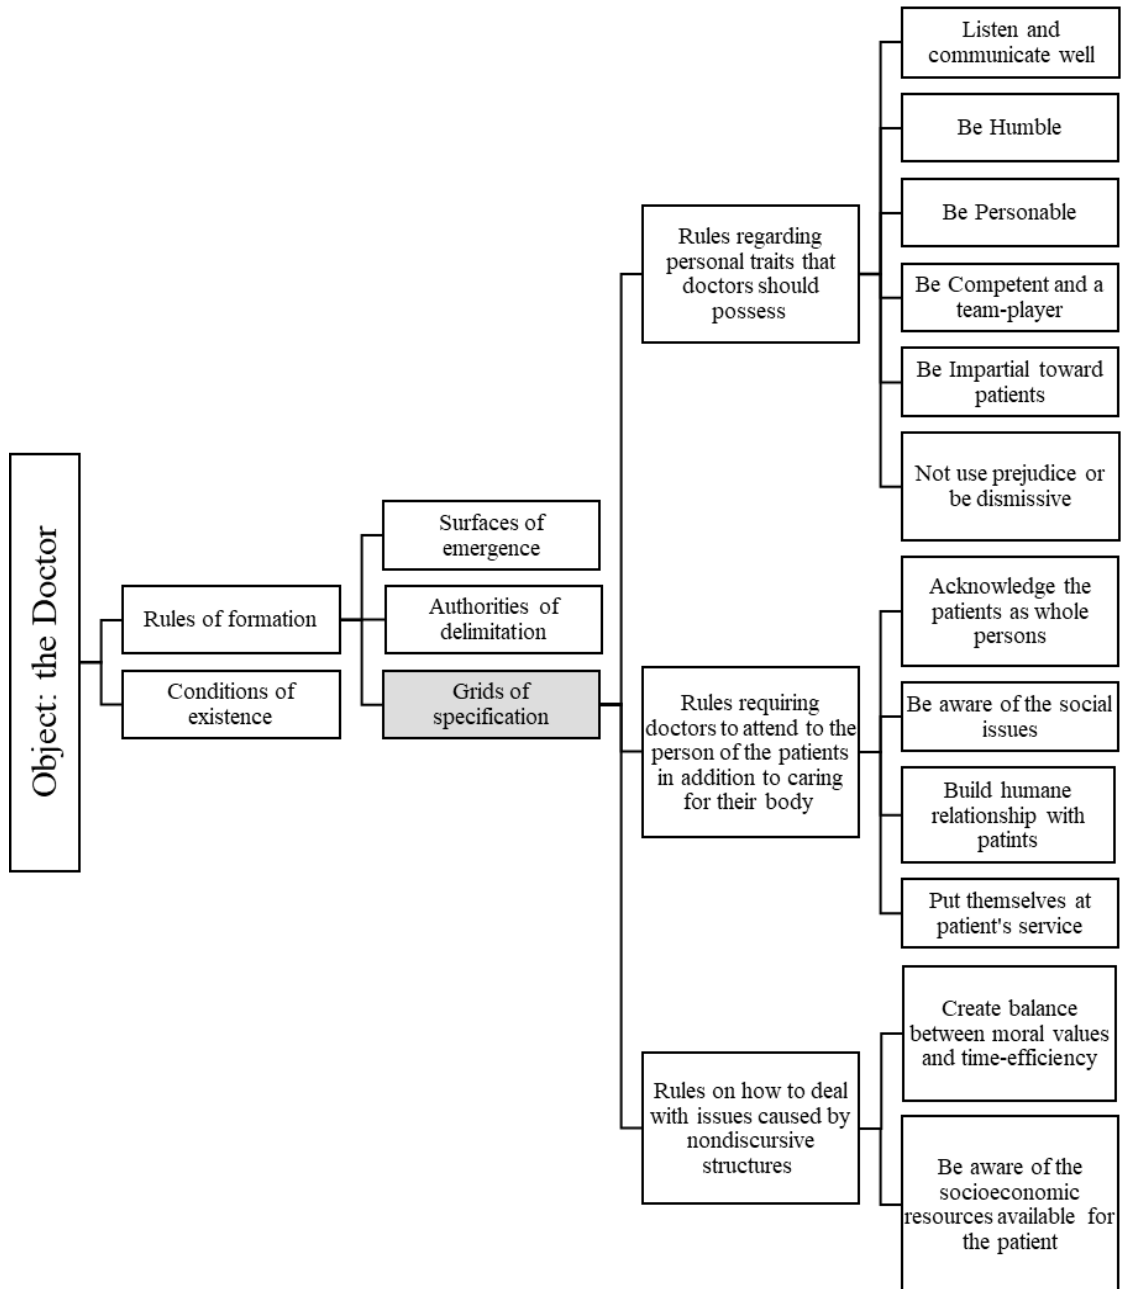 Object: the Doctor
Rules of formation
Conditions of
existence
Surfaces of
emergence
Authorities of
delimitation
Grids of
specification
Rules regarding
personal traits that
doctors should
possess
Rules requiring
doctors to attend to the
person of the patients
in addition to caring
for their body
Rules on how to deal
with issues caused by
nondiscursive
structures
Listen and
communicate well
Be Humble
Be Personable
Be Competent and a
team-player
Be Impartial toward
patients
Not use prejudice or
be dismissive
Acknowledge the
patients as whole
persons
Be aware of the social
issues
Build humane
relationship with
patints
Put themselves at
patient's service
Create balance
between moral values
and time-efficiency
Be aware of the
socioeconomic
resources available for
the patient